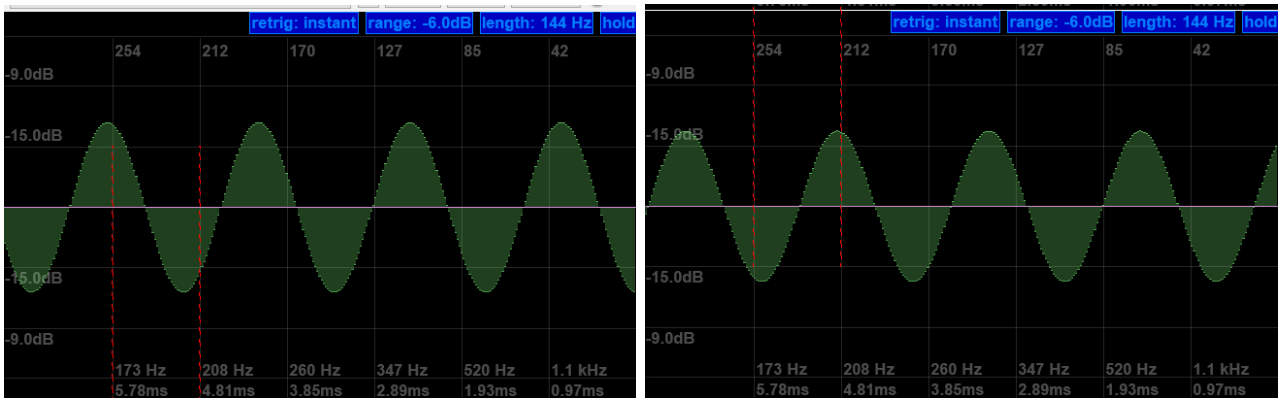 retrig: instant range: -6.0dB length: 144 Hz hold
254 212 170 127 85 42
-9.0dB
-15.0dB
-15.0dB
-9.0dB
173 Hz 208 Hz 260 Hz 347 Hz 520 Hz 1.1 kHz
5.78ms 4.81ms 3.85ms 2.89ms 1.93ms 0.97ms
retrig: instant range: -6.0dB length: 144 Hz hold
254 212 170 127 85 42
-9.0dB
-15.0dB
-15.0dB
-9.0dB
173 Hz 208 Hz 260 Hz 347 Hz 520 Hz 1.1 kHz
5.78ms 4.81ms 3.85ms 2.89ms 1.93ms 0.97ms